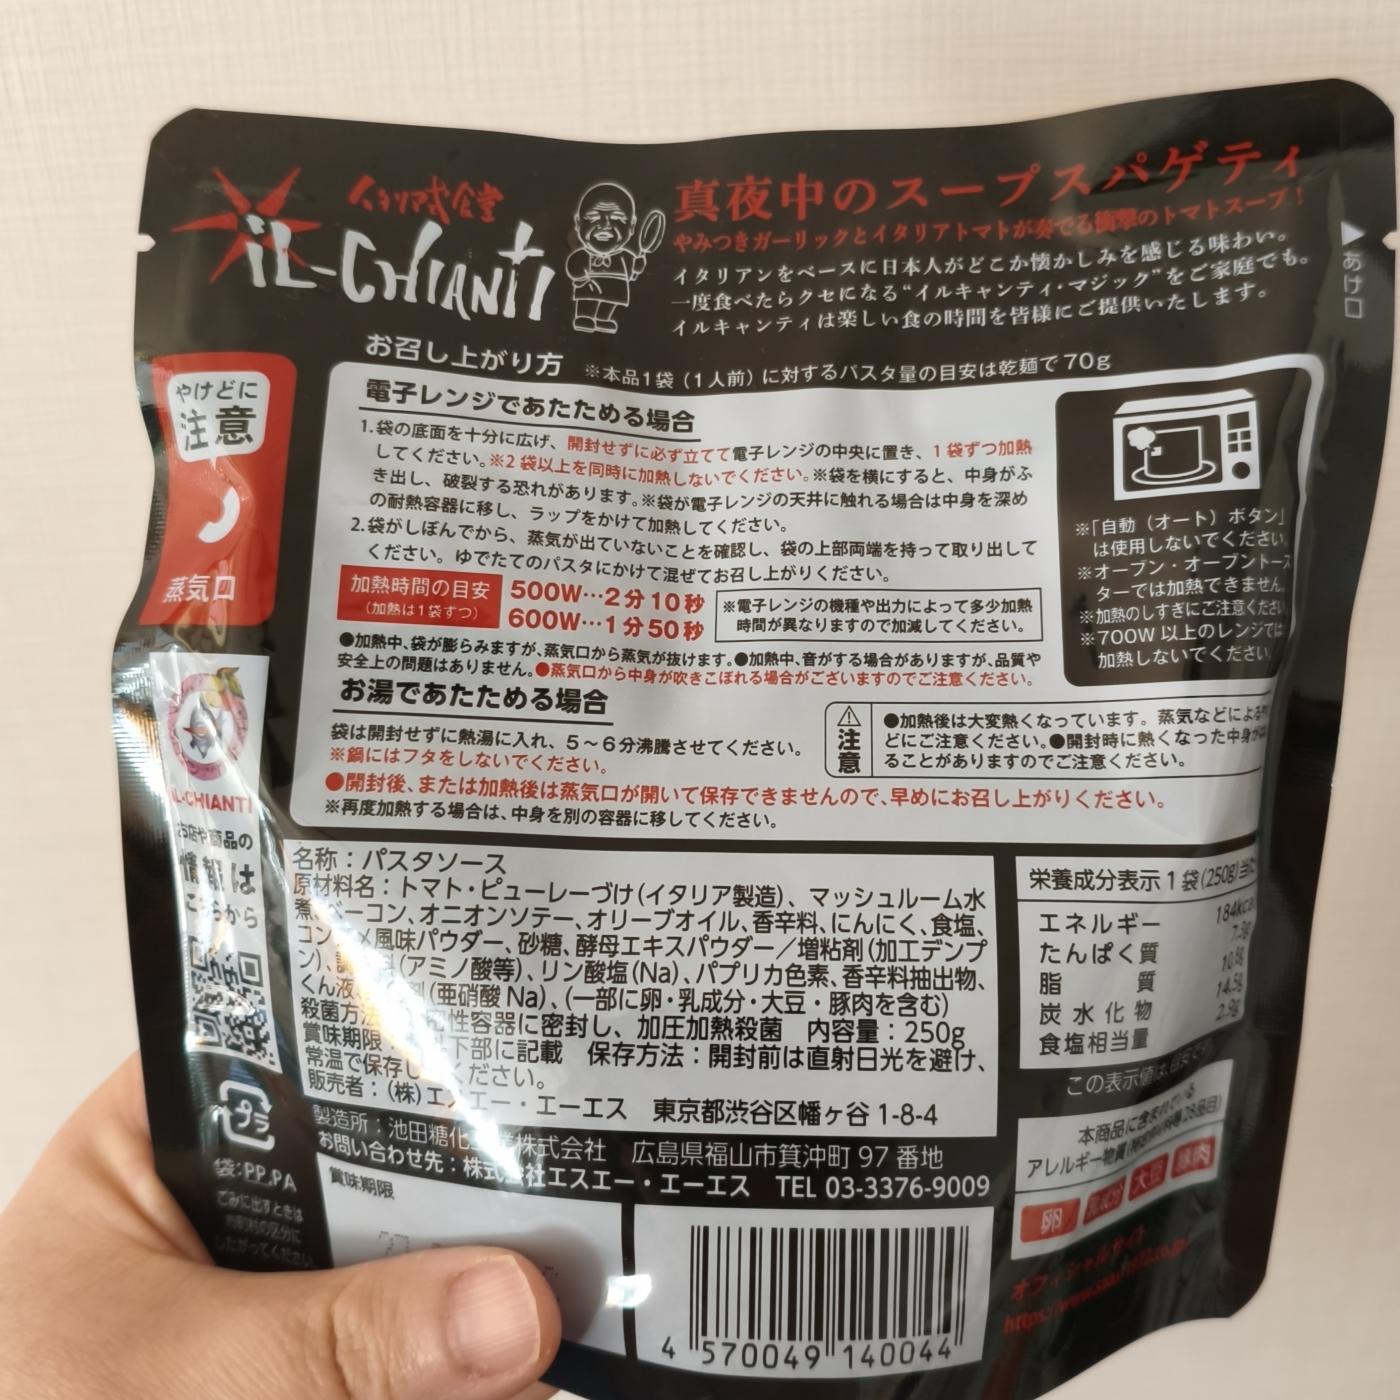 イタリア式食堂
iL-CHIANTI
真夜中のスープスパゲティ
やみつきガーリックとイタリアトマトが奏でる衝撃のトマトスープ！
イタリアンをベースに日本人がどこか懐かしみを感じる味わい。
一度食べたらクセになる“イルキャンティ・マジック”をご家庭でも。
イルキャンティは楽しい食の時間を皆様にご提供いたします。
あけ口
お召し上がり方 ※本品1袋（1人前）に対するパスタ量の目安は乾麺で70g
やけどに
注意
蒸気口
電子レンジであたためる場合
1.袋の底面を十分に広げ、開封せずに必ず立てて電子レンジの中央に置き、1袋ずつ加熱
してください。※2袋以上を同時に加熱しないでください。※袋を横にすると、中身がふ
き出し、破裂する恐れがあります。※袋が電子レンジの天井に触れる場合は中身を深め
の耐熱容器に移し、ラップをかけて加熱してください。
2.袋がしぼんでから、蒸気が出ていないことを確認し、袋の上部両端を持って取り出して
ください。ゆでたてのパスタにかけて混ぜてお召し上がりください。
加熱時間の目安
（加熱は1袋ずつ）
500W…2分10秒
600W…1分50秒
※電子レンジの機種や出力によって多少加熱
時間が異なりますので加減してください。
●加熱中、袋が膨らみますが、蒸気口から蒸気が抜けます。●加熱中、音がする場合がありますが、品質や
安全上の問題はありません。●蒸気口から中身が吹きこぼれる場合がございますのでご注意ください。
※「自動（オート）ボタン」
は使用しないでください。
※オーブン・オーブントース
ターでは加熱できません。
※加熱のしすぎにご注意ください
※700W以上のレンジでは
加熱しないでください。
お湯であたためる場合
袋は開封せずに熱湯に入れ、5～6分沸騰させてください。
※鍋にはフタをしないでください。
注意
●加熱後は大変熱くなっています。蒸気などによる
どにご注意ください。●開封時に熱くなった中身が
ることがありますのでご注意ください。
●開封後、または加熱後は蒸気口が開いて保存できませんので、早めにお召し上がりください。
※再度加熱する場合は、中身を別の容器に移してください。
IL-CHIANTI
お店や商品の
情報は
こちらから
プラ
袋:PP,PA
ごみに出すときは
市町村の区分に
したがってください
名称：パスタソース
原材料名：トマト・ピューレーづけ(イタリア製造)、マッシュルーム水
煮、ベーコン、オニオンソテー、オリーブオイル、香辛料、にんにく、食塩、
コンソメ風味パウダー、砂糖、酵母エキスパウダー／増粘剤(加工デンプ
ン)、調味料(アミノ酸等)、リン酸塩(Na)、パプリカ色素、香辛料抽出物、
くん液、 剤(亜硝酸Na)、(一部に卵・乳成分・大豆・豚肉を含む)
殺菌方法 密性容器に密封し、加圧加熱殺菌 内容量：250g
賞味期限 下部に記載 保存方法：開封前は直射日光を避け、
常温で保存してください。
販売者：(株)エスエー・エーエス 東京都渋谷区幡ヶ谷1-8-4
製造所：池田糖化工業株式会社 広島県福山市箕沖町97番地
お問い合わせ先：株式会社エスエー・エーエス TEL 03-3376-9009
栄養成分表示1袋(250g)当
エネルギー 184kca
たんぱく質
脂質
炭水化物 14.5g
食塩相当量
この表示値は、目安です。
本商品に含まれている
アレルギー物質
卵 乳成分 大豆 豚肉
賞味期限
4 570049 140044
オフィシャルサイト